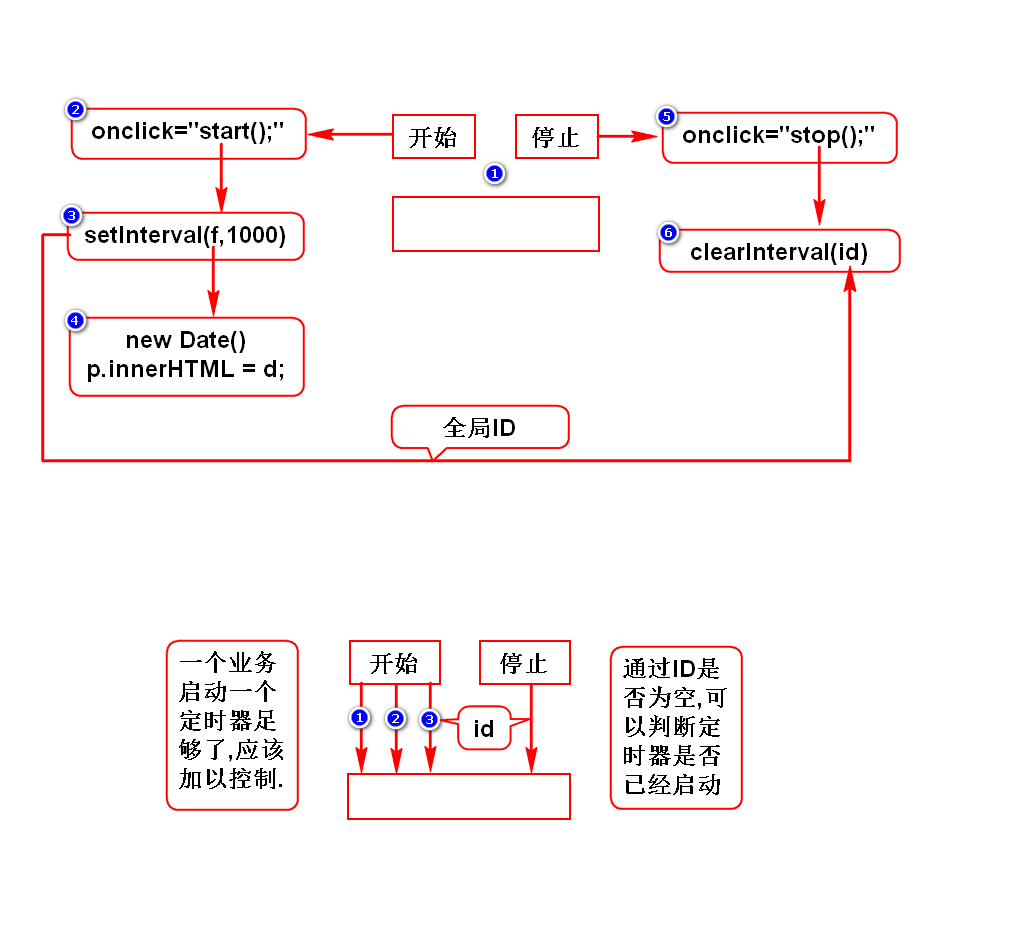 2
onclick="start();"
开始
停止
5
onclick="stop();"
1
3
setInterval(f,1000)
6
clearInterval(id)
4
new Date()
p.innerHTML = d;
全局ID
一个业务
启动一个
定时器足
够了,应该
加以控制.
开始
停止
1
2
3
id
通过ID是
否为空,可
以判断定
时器是否
已经启动